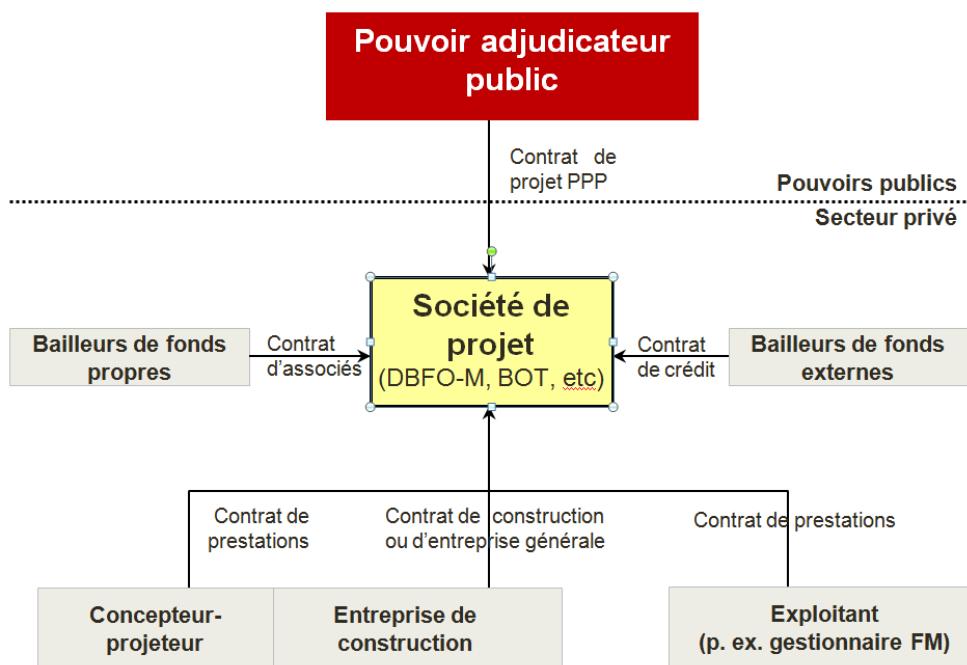 Pouvoir adjudicateur
public
Contrat de
projet PPP
Pouvoirs publics
Secteur privé
Société de
projet
(DBFO-M, BOT, etc)
Bailleurs de fonds
propres
Contrat
d'associés
Contrat
de crédit
Bailleurs de fonds
externes
Contrat de
prestations
Contrat de construction
ou d'entreprise générale
Contrat de prestations
Concepteur-
projeteur
Entreprise de
construction
Exploitant
(p. ex. gestionnaire FM)